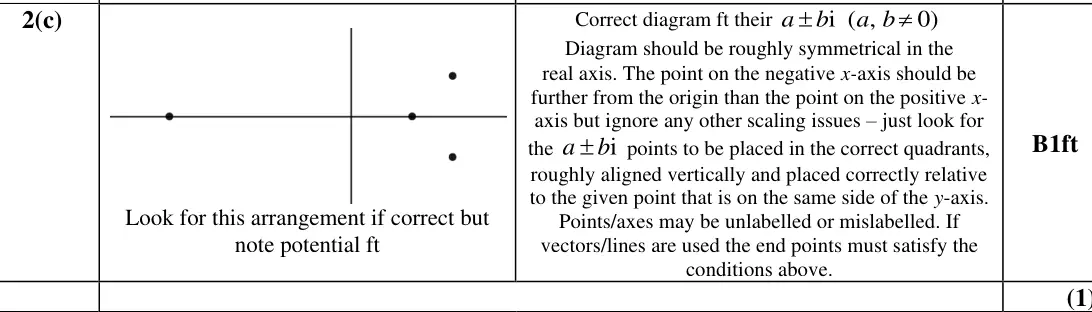 2(c)
Look for this arrangement if correct but
note potential ft
Correct diagram ft their a ± bi (a, b ≠ 0)
Diagram should be roughly symmetrical in the
real axis. The point on the negative x-axis should be
further from the origin than the point on the positive x-
axis but ignore any other scaling issues – just look for
the a ± bi points to be placed in the correct quadrants,
roughly aligned vertically and placed correctly relative
to the given point that is on the same side of the y-axis.
Points/axes may be unlabelled or mislabelled. If
vectors/lines are used the end points must satisfy the
conditions above.
B1ft
(1)